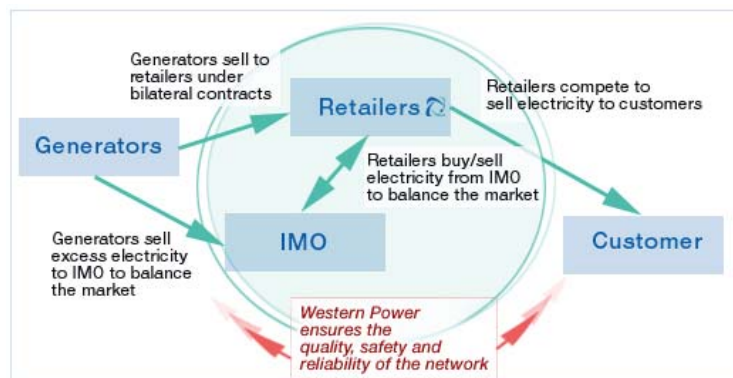 Generators sell to
retailers under
bilateral contracts
Retailers
Retailers compete to
sell electricity to customers
Generators
Retailers buy/sell
electricity from IMO
to balance the market
Generators sell
excess electricity
to IMO to balance
the market
IMO
Customer
Western Power
ensures the
quality, safety and
reliability of the network